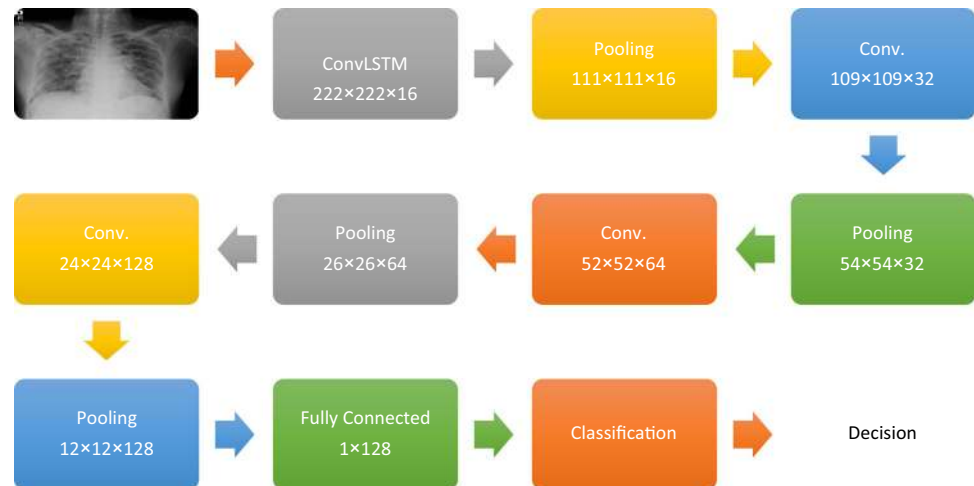 ConvLSTM
222×222×16
Pooling
111×111×16
Conv.
109×109×32
Conv.
24×24×128
Pooling
26×26×64
Conv.
52×52×64
Pooling
54×54×32
Pooling
12×12×128
Fully Connected
1×128
Classification
Decision